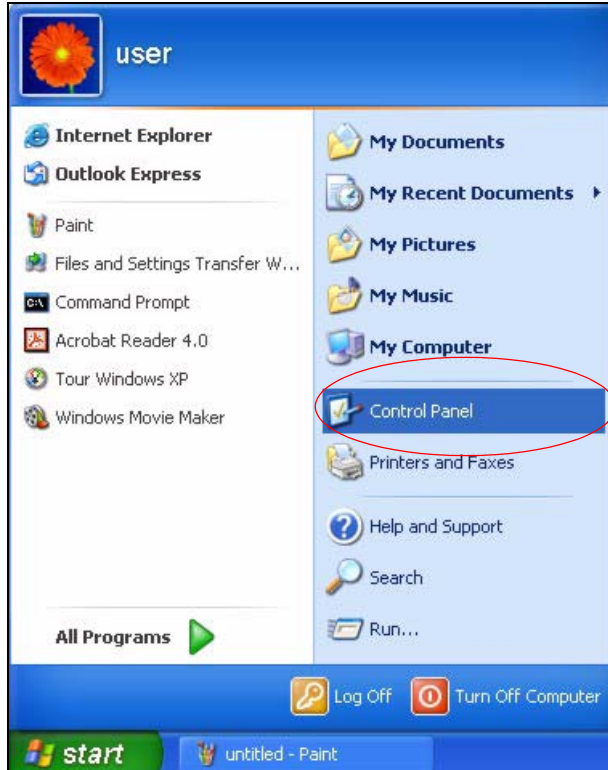 user
Internet Explorer
Outlook Express
Paint
Files and Settings Transfer W...
C:\
Command Prompt
Acrobat Reader 4.0
Tour Windows XP
Windows Movie Maker
All Programs
My Documents
My Recent Documents
My Pictures
My Music
My Computer
Control Panel
Printers and Faxes
Help and Support
Search
Run...
Log Off
Turn Off Computer
start
untitled - Paint